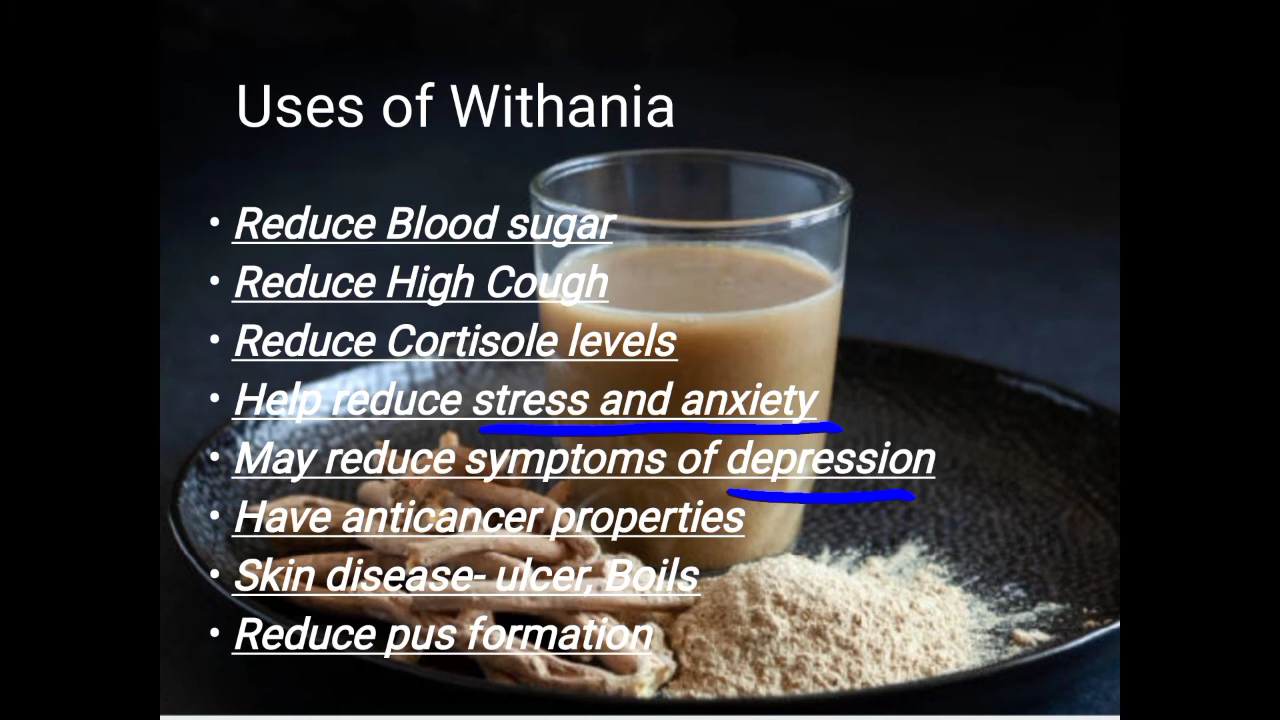 Uses of Withania
• Reduce Blood sugar
• Reduce High Cough
• Reduce Cortisole levels
• Help reduce stress and anxiety
• May reduce symptoms of depression
• Have anticancer properties
• Skin disease- ulcer, Boils
• Reduce pus formation